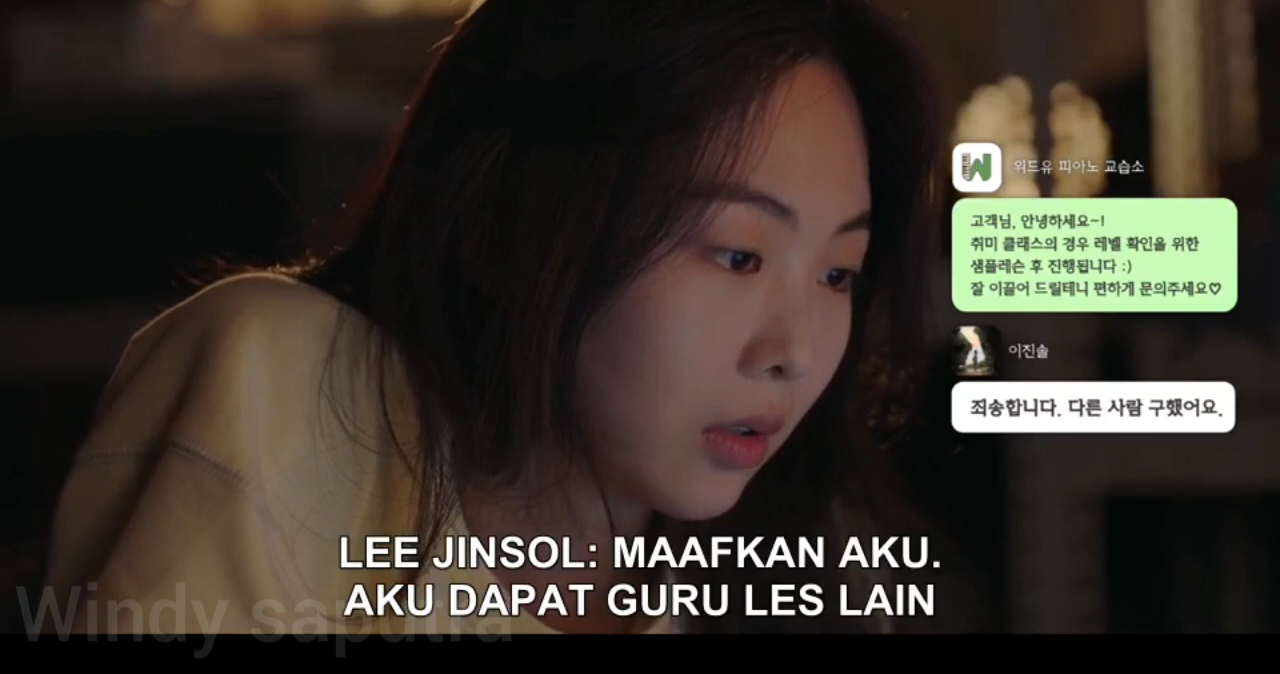 위드유 피아노 교습소
고객님, 안녕하세요~!
취미 클래스의 경우 레벨 확인을 위한
샘플레슨 후 진행됩니다 :)
잘 이끌어 드릴테니 편하게 문의주세요♡
이진솔
죄송합니다. 다른 사람 구했어요.
LEE JINSOL: MAAFKAN AKU.
AKU DAPAT GURU LES LAIN
Windy saputra